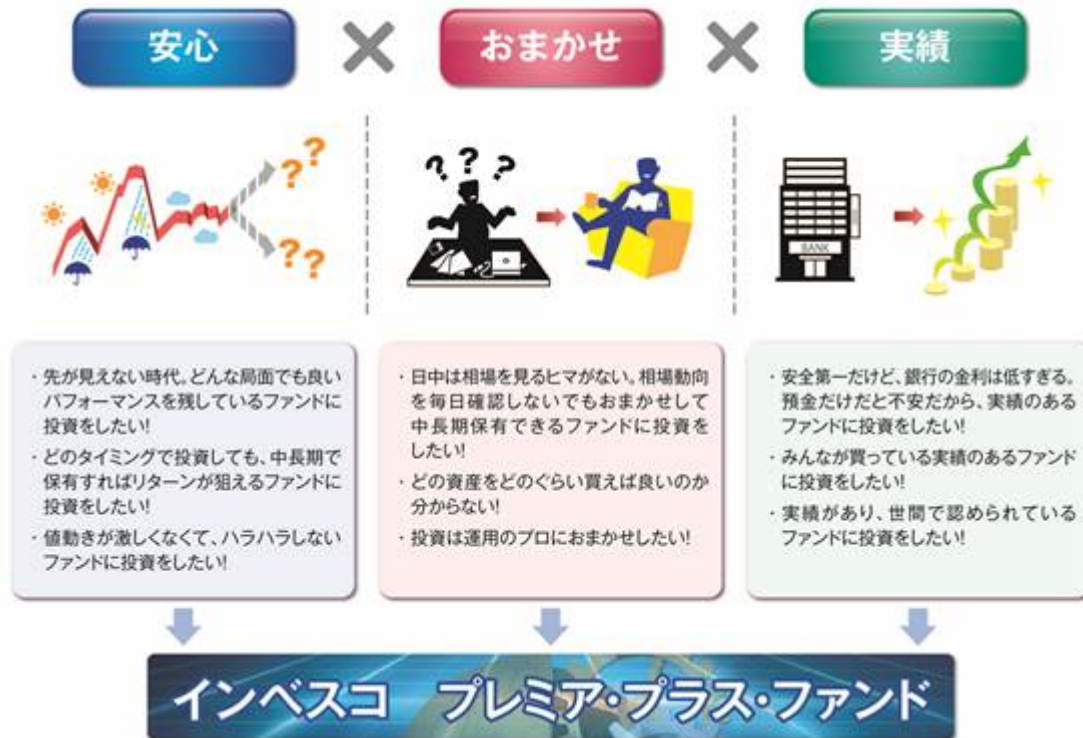 安心 × おまかせ × 実績
? ?
? ?
? ? ?
BANK
・先が見えない時代。どんな局面でも良い
パフォーマンスを残しているファンドに
投資をしたい!
・どのタイミングで投資しても、中長期で
保有すればリターンが狙えるファンドに
投資をしたい!
・値動きが激しくなくて、ハラハラしない
ファンドに投資をしたい!
・日中は相場を見るヒマがない。相場動向
を毎日確認しないでもおまかせして
中長期保有できるファンドに投資を
したい!
・どの資産をどのぐらい買えば良いのか
分からない!
・投資は運用のプロにおまかせしたい!
・安全第一だけど、銀行の金利は低すぎる。
預金だけだと不安だから、実績のある
ファンドに投資をしたい!
・みんなが買っている実績のあるファンド
に投資をしたい!
・実績があり、世間で認められている
ファンドに投資をしたい!
インベスコ プレミア・プラス・ファンド